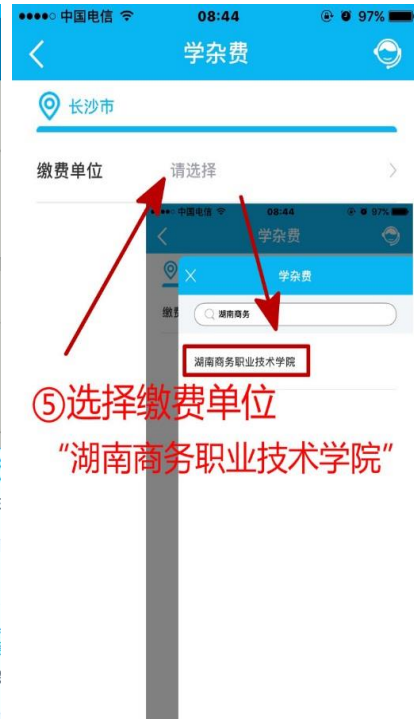 中国电信 08:44 97%
学杂费
长沙市
缴费单位 请选择
中国电信 08:44 97%
学杂费
学杂费
缴费
湖南商务
湖南商务职业技术学院
⑤选择缴费单位
“湖南商务职业技术学院”